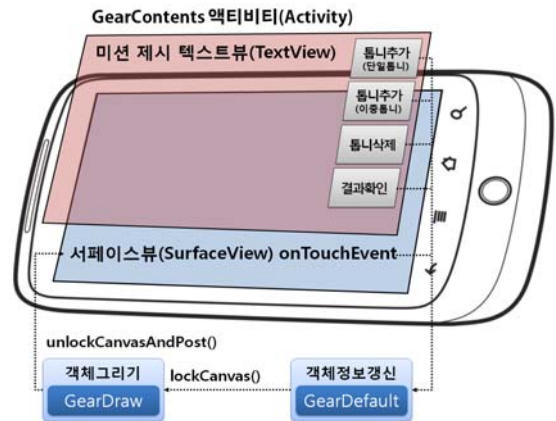 GearContents 액티비티(Activity)
미션 제시 텍스트뷰(TextView)
톱니추가
(단일톱니)
톱니추가
(이중톱니)
톱니삭제
결과확인
서페이스뷰(SurfaceView) onTouchEvent
unlockCanvasAndPost()
객체그리기
GearDraw
lockCanvas()
객체정보갱신
GearDefault